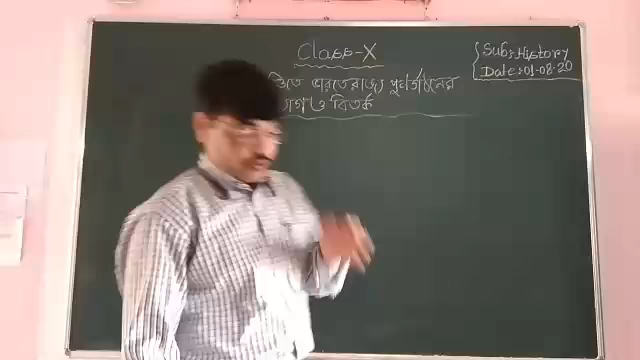 Class-X
Sub:History
Date:01-08-20
ভারতে রাজ্য পুনর্গঠনের
ও বিতর্ক